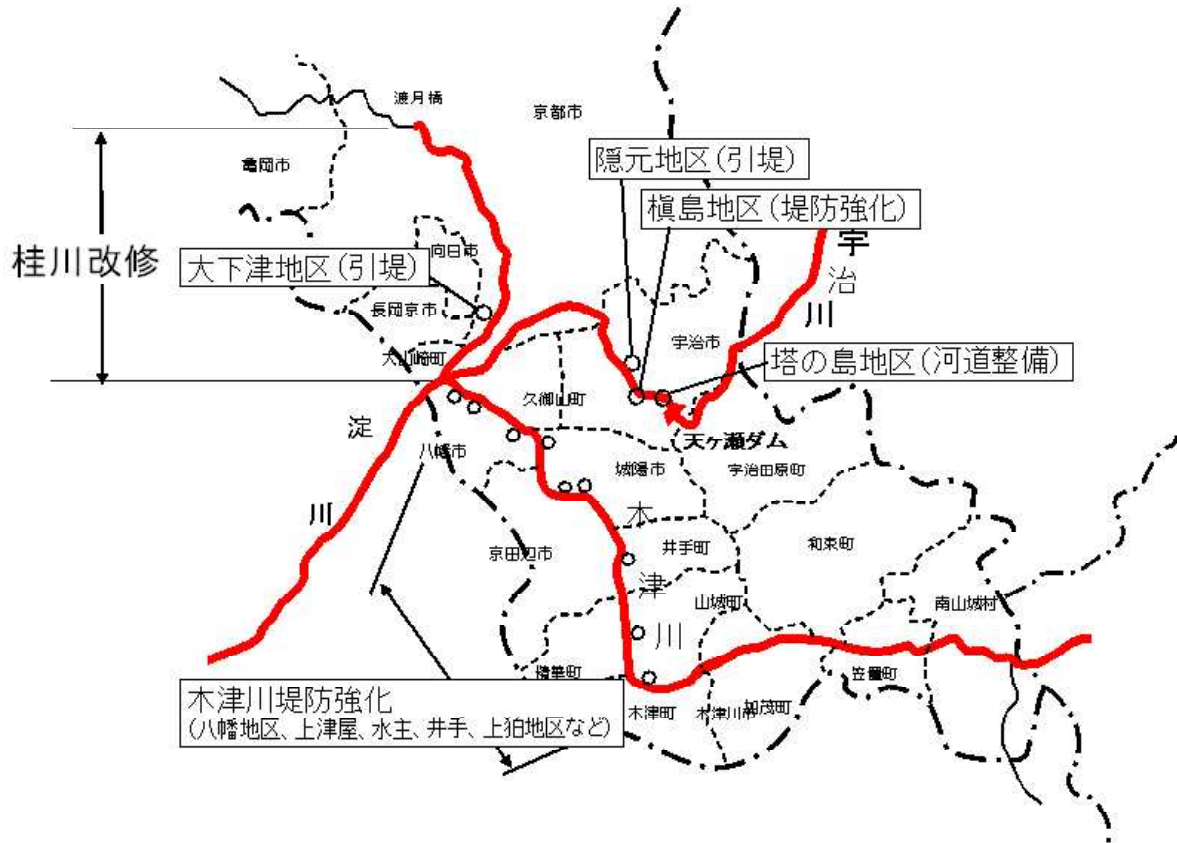 渡月橋
京都市
隠元地区(引堤)
亀岡市
槇島地区(堤防強化)
桂川改修
向日市
大下津地区(引堤)
宇治川
長岡京市
宇治市
大山崎町
塔の島地区(河道整備)
久御山町
淀川
天ヶ瀬ダム
八幡市
城陽市
宇治田原町
木津川
京田辺市
井手町
和束町
山城町
南山城村
精華町
笠置町
木津川堤防強化
(八幡地区、上津屋、水主、井手、上狛地区など)
木津町
木津川市
加茂町